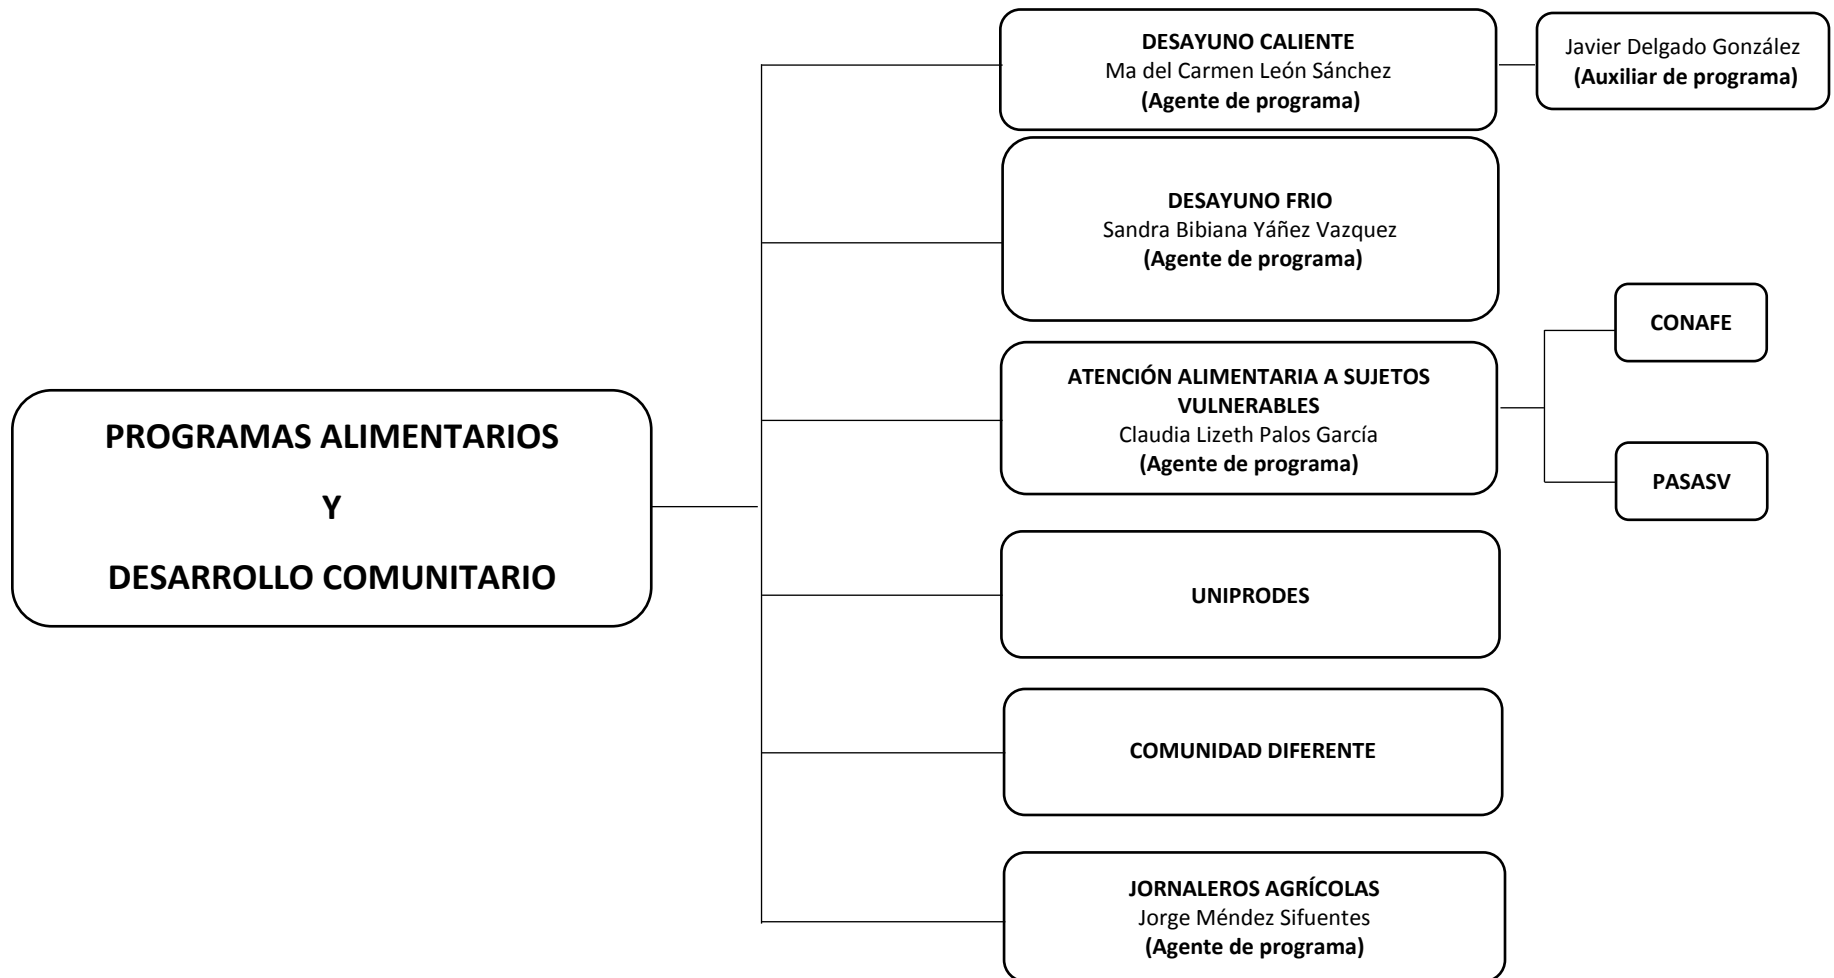 PROGRAMAS ALIMENTARIOS
Y
DESARROLLO COMUNITARIO
DESAYUNO CALIENTE
Ma del Carmen León Sánchez
(Agente de programa)
Javier Delgado González
(Auxiliar de programa)
DESAYUNO FRIO
Sandra Bibiana Yáñez Vazquez
(Agente de programa)
ATENCIÓN ALIMENTARIA A SUJETOS
VULNERABLES
Claudia Lizeth Palos García
(Agente de programa)
CONAFE
PASASV
UNIPRODES
COMUNIDAD DIFERENTE
JORNALEROS AGRÍCOLAS
Jorge Méndez Sifuentes
(Agente de programa)